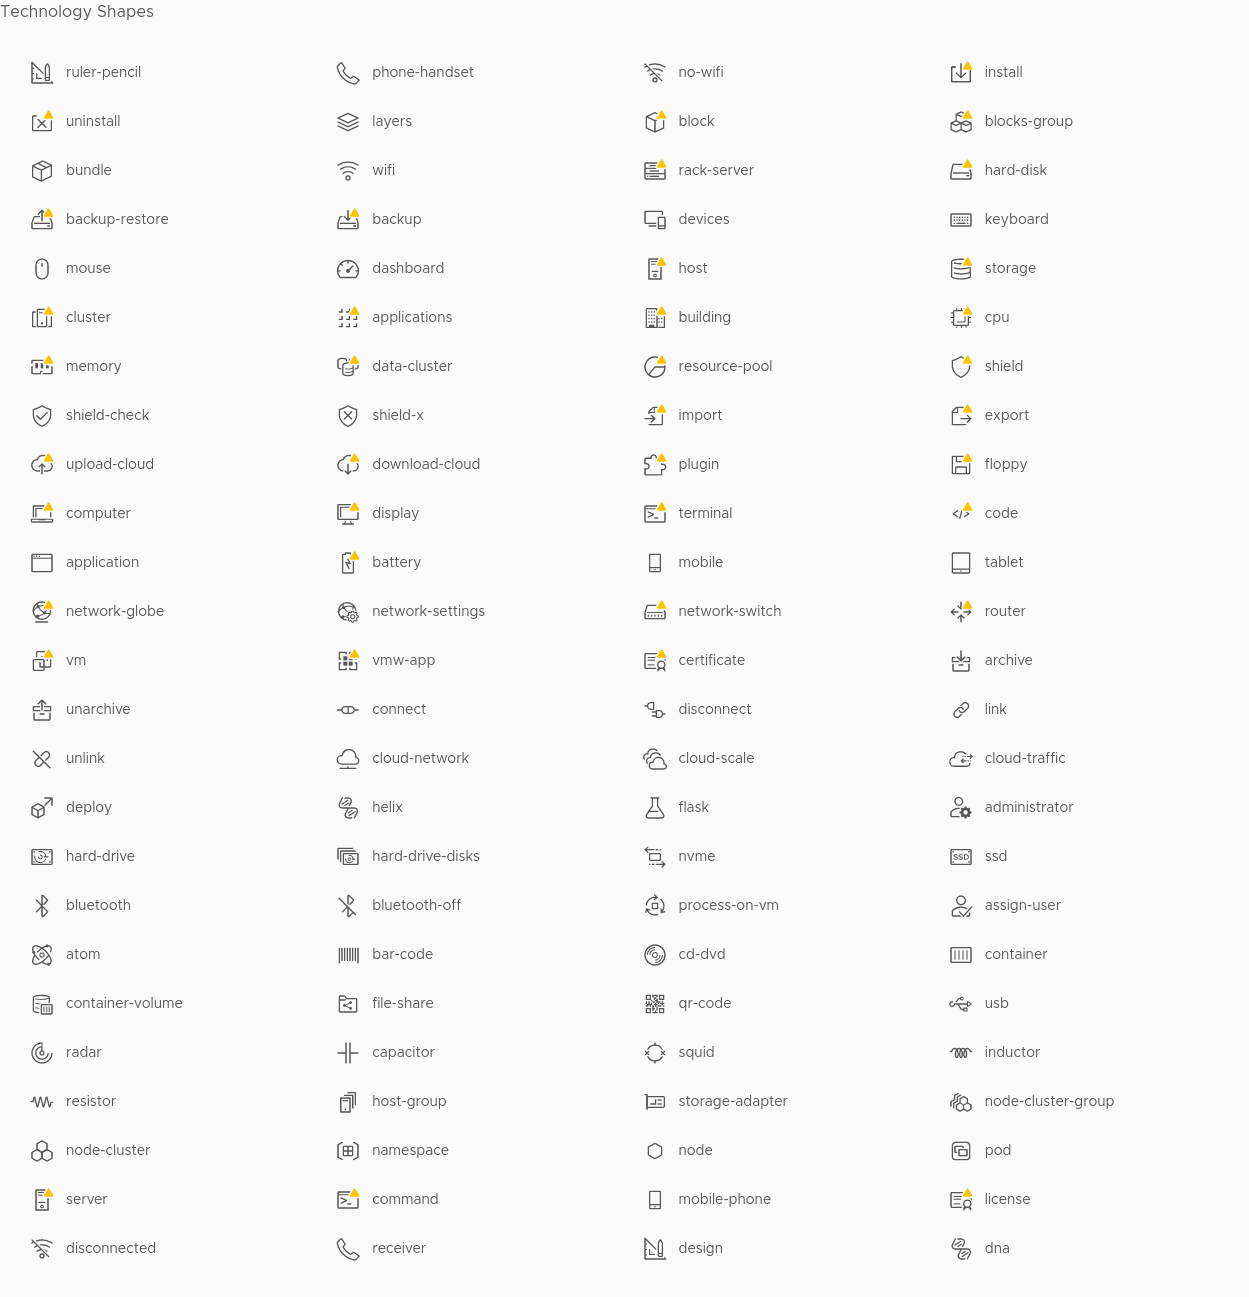 Technology Shapes
ruler-pencil phone-handset no-wifi install
uninstall layers block blocks-group
bundle wifi rack-server hard-disk
backup-restore backup devices keyboard
mouse dashboard host storage
cluster applications building cpu
memory data-cluster resource-pool shield
shield-check shield-x import export
upload-cloud download-cloud plugin floppy
computer display terminal code
application battery mobile tablet
network-globe network-settings network-switch router
vm vmw-app certificate archive
unarchive connect disconnect link
unlink cloud-network cloud-scale cloud-traffic
deploy helix flask administrator
hard-drive hard-drive-disks nvme SSD ssd
bluetooth bluetooth-off process-on-vm assign-user
atom bar-code cd-dvd container
container-volume file-share qr-code usb
radar capacitor squid inductor
resistor host-group storage-adapter node-cluster-group
node-cluster namespace node pod
server command mobile-phone license
disconnected receiver design dna